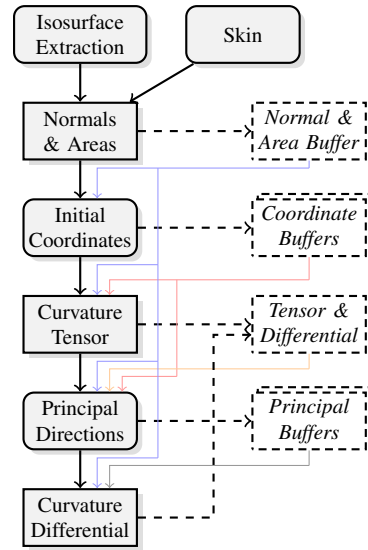 Isosurface
Extraction
Skin
Normals
& Areas
Normal &
Area Buffer
Initial
Coordinates
Coordinate
Buffers
Curvature
Tensor
Tensor &
Differential
Principal
Directions
Principal
Buffers
Curvature
Differential